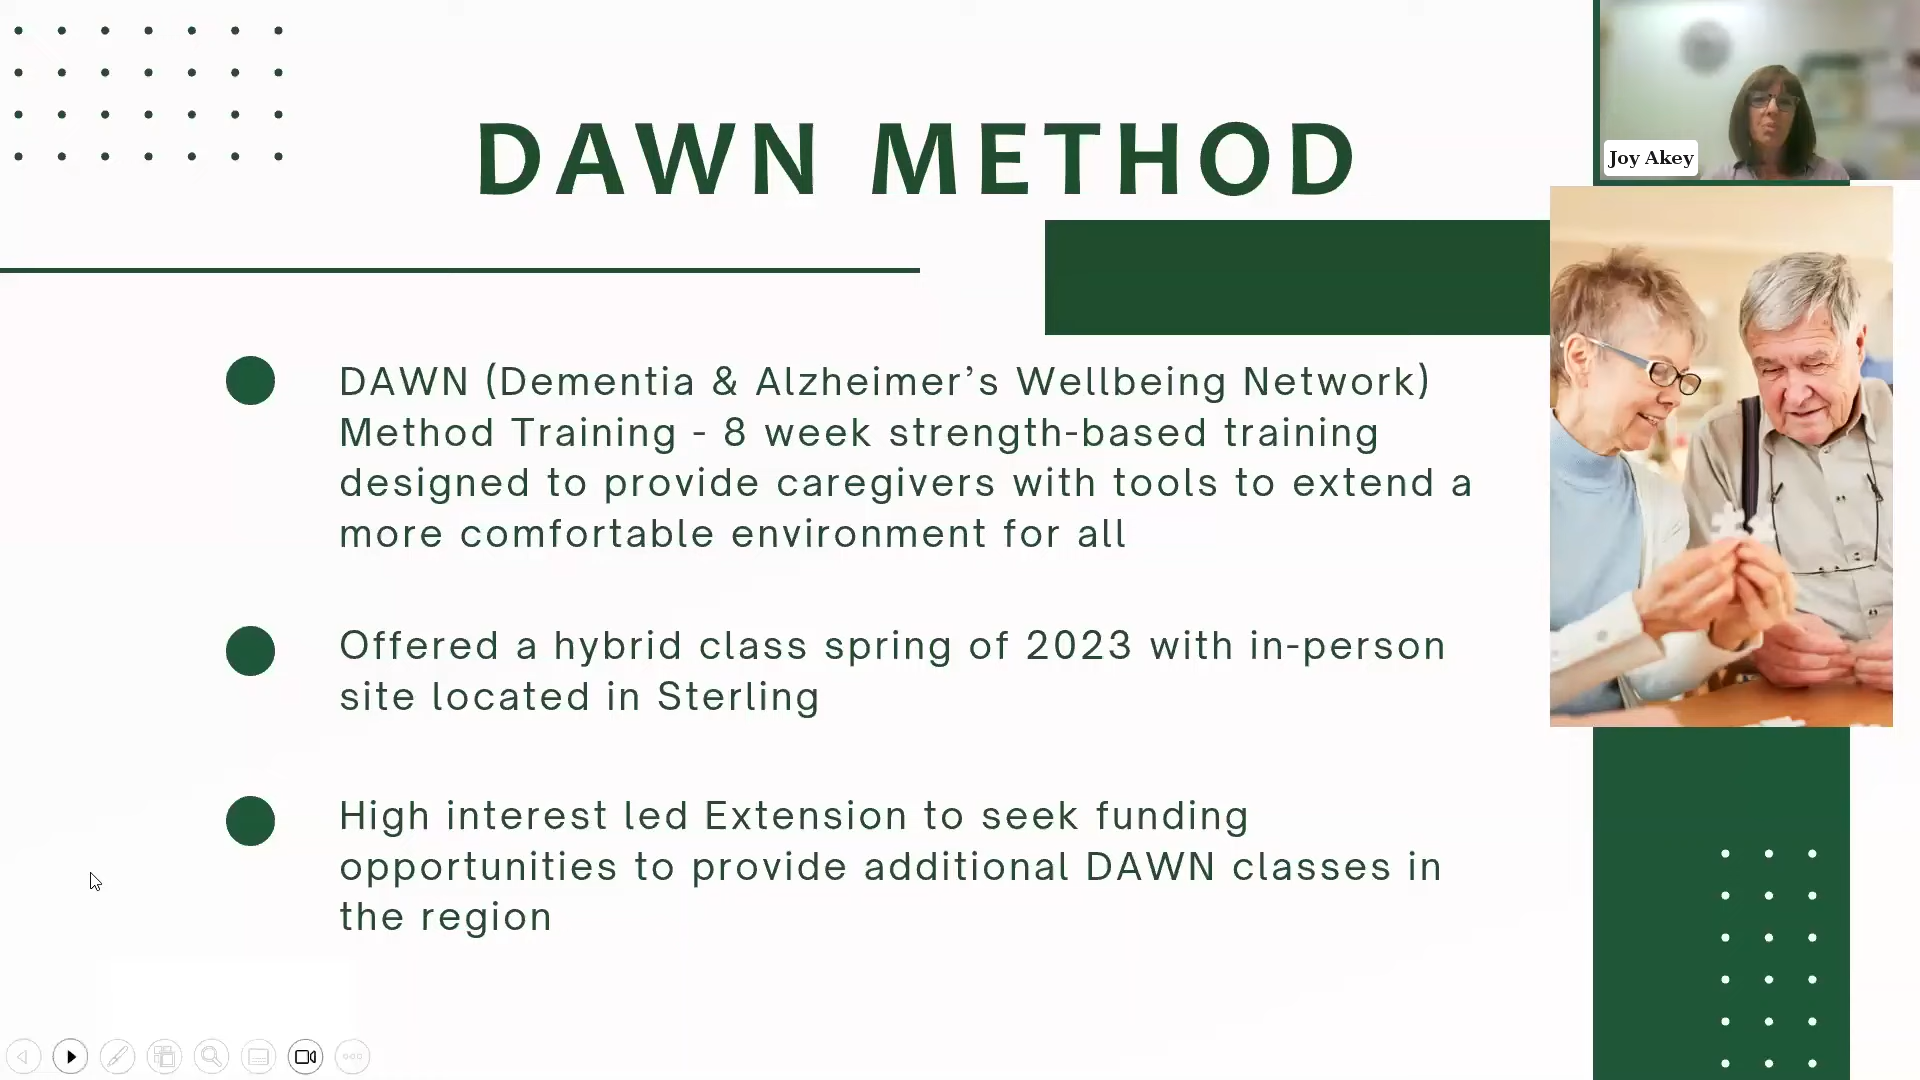 DAWN METHOD
Joy Akey
DAWN (Dementia & Alzheimer’s Wellbeing Network)
Method Training - 8 week strength-based training
designed to provide caregivers with tools to extend a
more comfortable environment for all
Offered a hybrid class spring of 2023 with in-person
site located in Sterling
High interest led Extension to seek funding
opportunities to provide additional DAWN classes in
the region